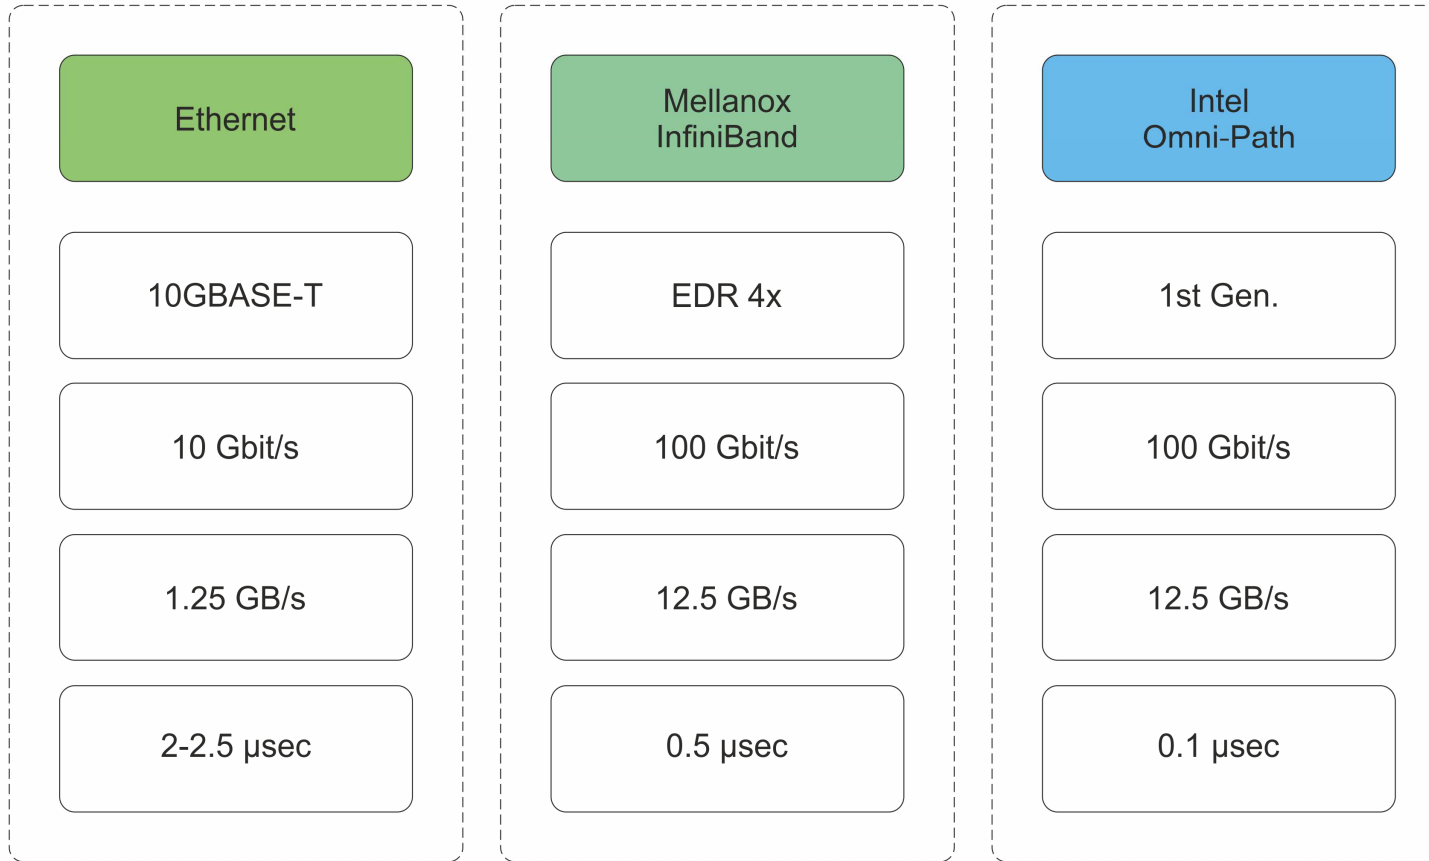 Ethernet
10GBASE-T
10 Gbit/s
1.25 GB/s
2-2.5 µsec
Mellanox
InfiniBand
EDR 4x
100 Gbit/s
12.5 GB/s
0.5 µsec
Intel
Omni-Path
1st Gen.
100 Gbit/s
12.5 GB/s
0.1 µsec